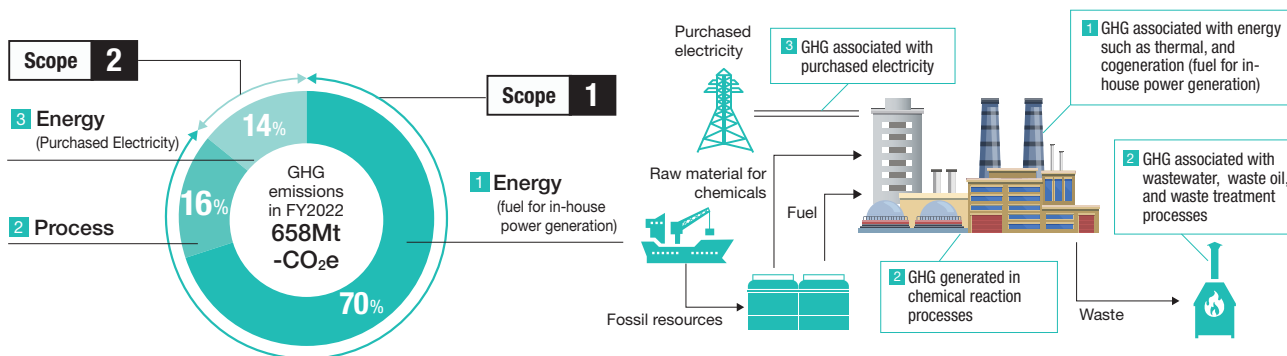 Scope 2
Scope 1
3 Energy
(Purchased Electricity)
2 Process
14%
16%
70%
GHG
emissions
in FY2022
658Mt
-CO₂e
1 Energy
(fuel for in-house
power generation)
Purchased
electricity
3 GHG associated with
purchased electricity
1 GHG associated with energy
such as thermal, and
cogeneration (fuel for in-
house power generation)
Raw material for
chemicals
Fuel
2 GHG associated with
wastewater, waste oil,
and waste treatment
processes
2 GHG generated in
chemical reaction
processes
Fossil resources
Waste